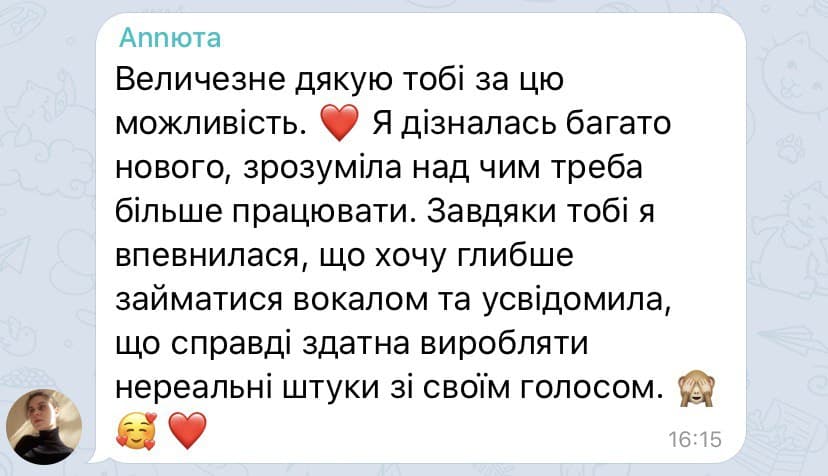 Annюта
Величезне дякую тобі за цю
можливість. ❤️ Я дізналась багато
нового, зрозуміла над чим треба
більше працювати. Завдяки тобі я
впевнилася, що хочу глибше
займатися вокалом та усвідомила,
що справді здатна виробляти
нереальні штуки зі своїм голосом. 🙈
🥰 ❤️
16:15